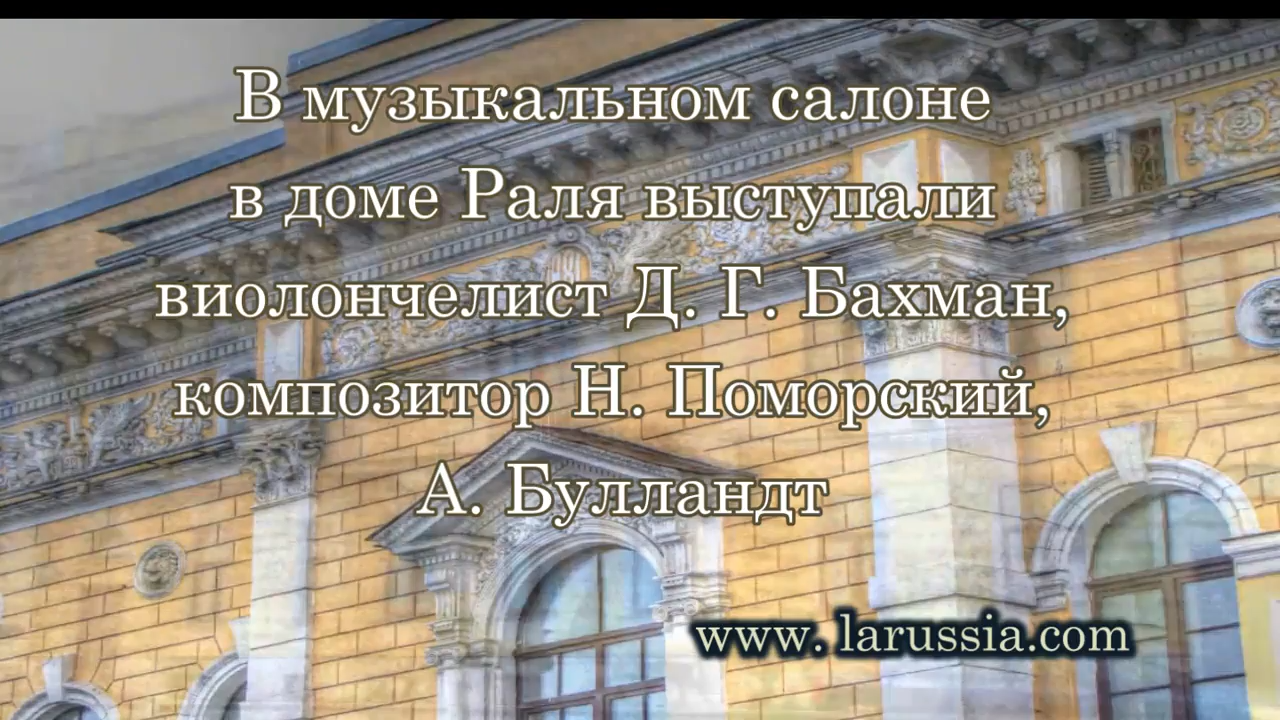 В музыкальном салоне
в доме Раля выступали
виолончелист Д. Г. Бахман,
композитор Н. Поморский,
А. Булландт
www. larussia.com